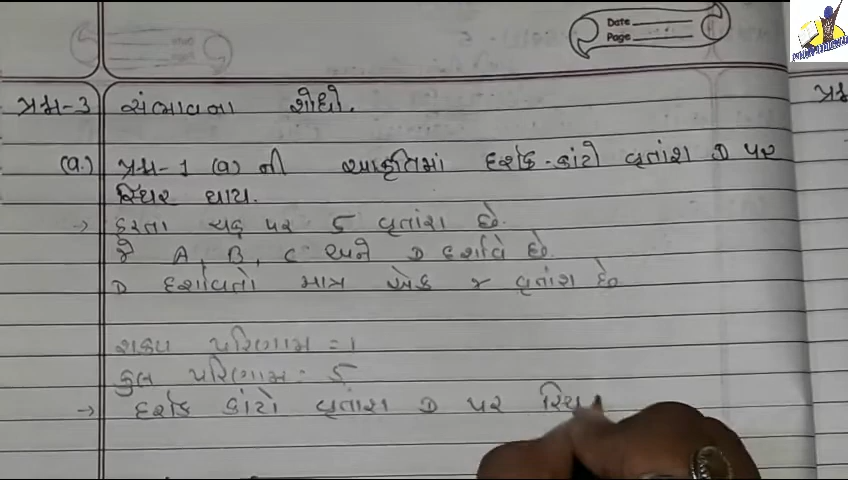 Date
Page
પ્રશ્ન-3 સંભાવના શોધો.
(a.) પ્રશ્ન-1 (a) ની આકૃતિમાં દર્શક-કાંટો વૃતાંશ D પર
સ્થિર થાય.
→ ફરતા ચક્ર પર 5 વૃતાંશ છે.
જે A, B, C અને D દર્શાવે છે.
D દર્શાવતો માત્ર એક જ વૃતાંશ છે
શક્ય પરિણામ = 1
કુલ પરિણામ = 5
→ દર્શક કાંટો વૃતાંશ D પર સ્થિ